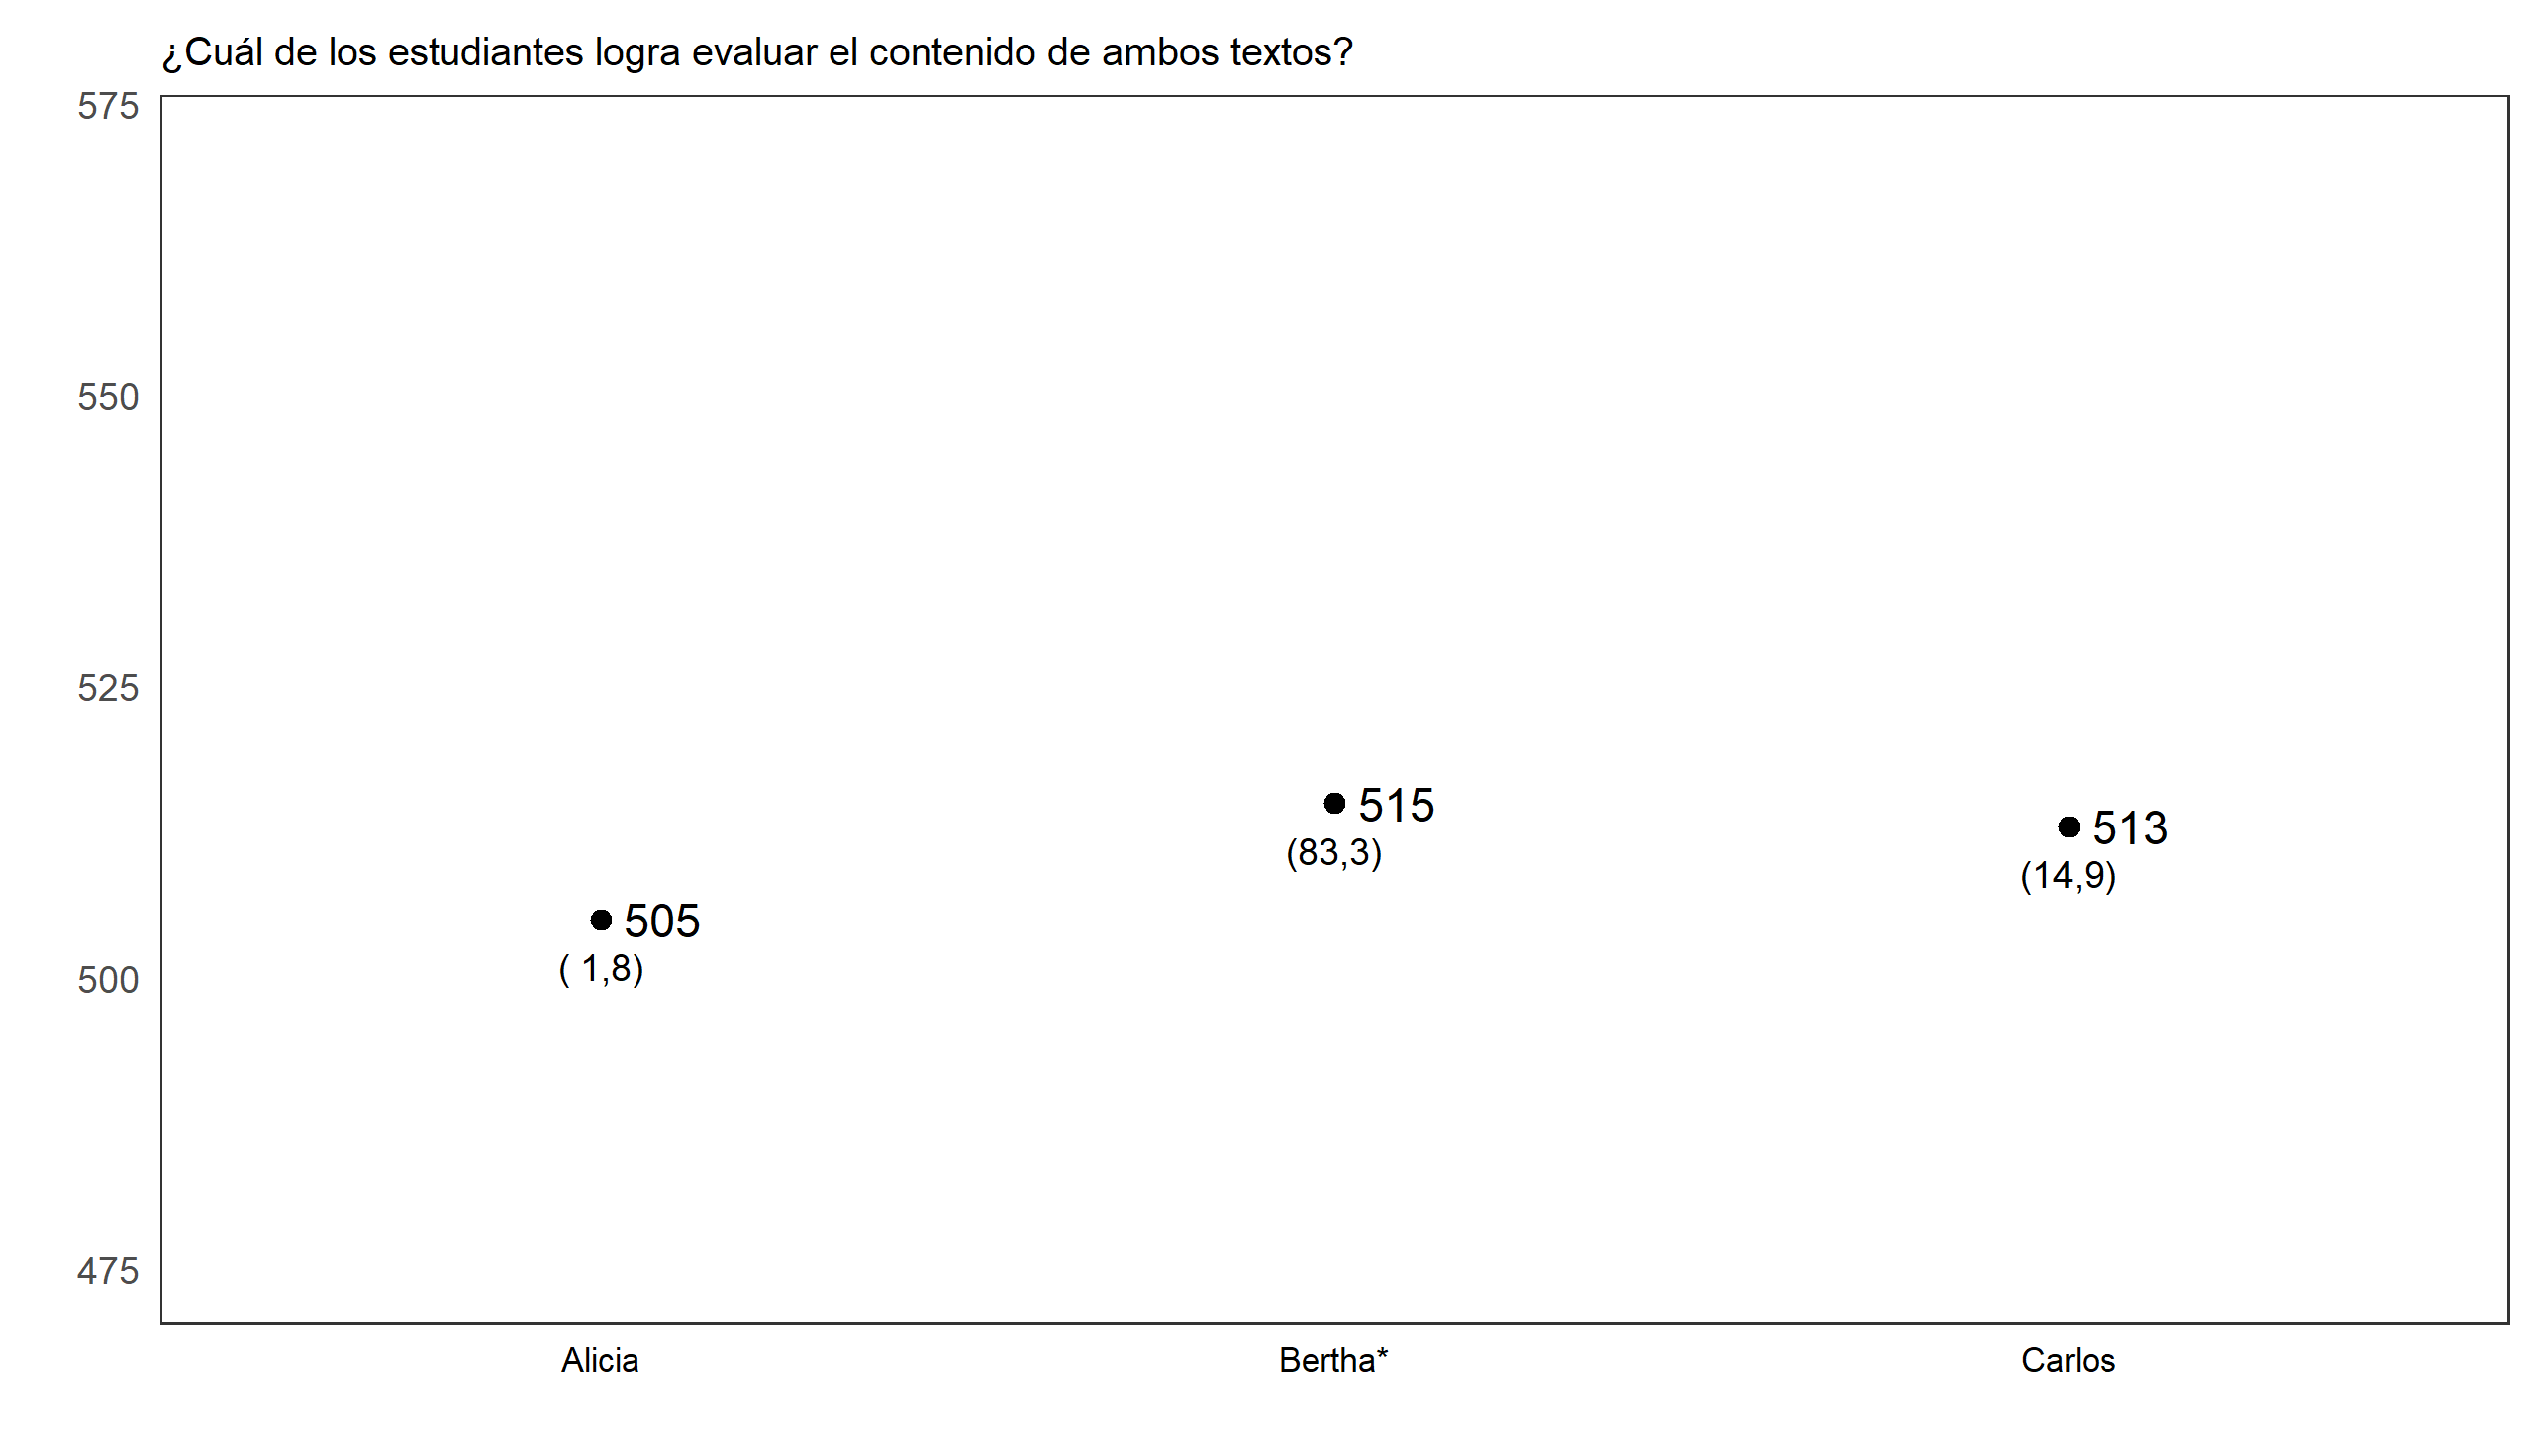 ¿Cuál de los estudiantes logra evaluar el contenido de ambos textos?
575
550
525
500
475
515
(83,3)
513
(14,9)
505
( 1,8)
Alicia
Bertha*
Carlos